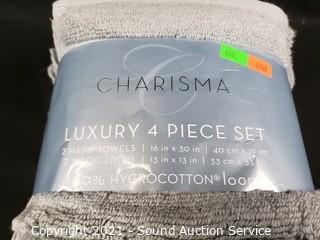 CHARISMA
LUXURY 4 PIECE SET
2 HAND TOWELS | 16 in x 30 in | 40 cm x 76 cm
2 WASHCLOTHS | 13 in x 13 in | 33 cm x 33
100% HYGROCOTTON® loops
Copyright 2021 - Sound Auction Service